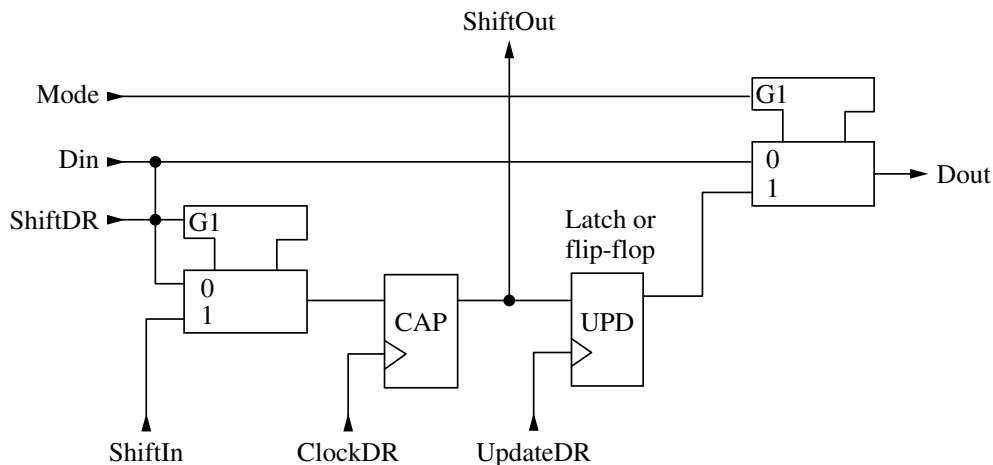 ShiftOut
Mode
G1
Din
0
1
Dout
ShiftDR
G1
Latch or
flip-flop
0
1
CAP
UPD
ShiftIn
ClockDR
UpdateDR